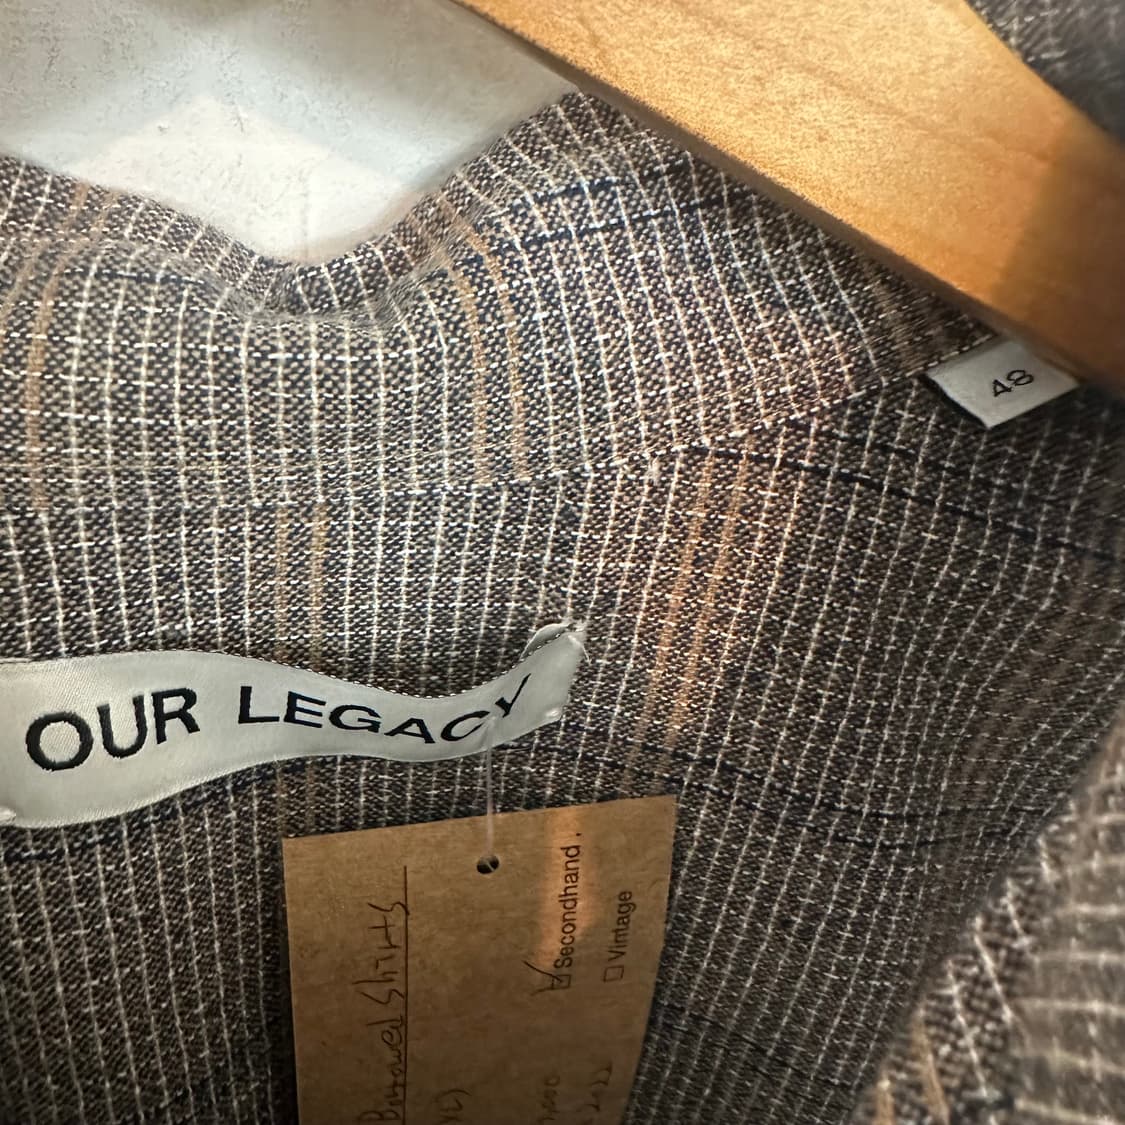 48
OUR LEGACY
Borrowed Shirts
☑ Secondhand.
☐ Vintage